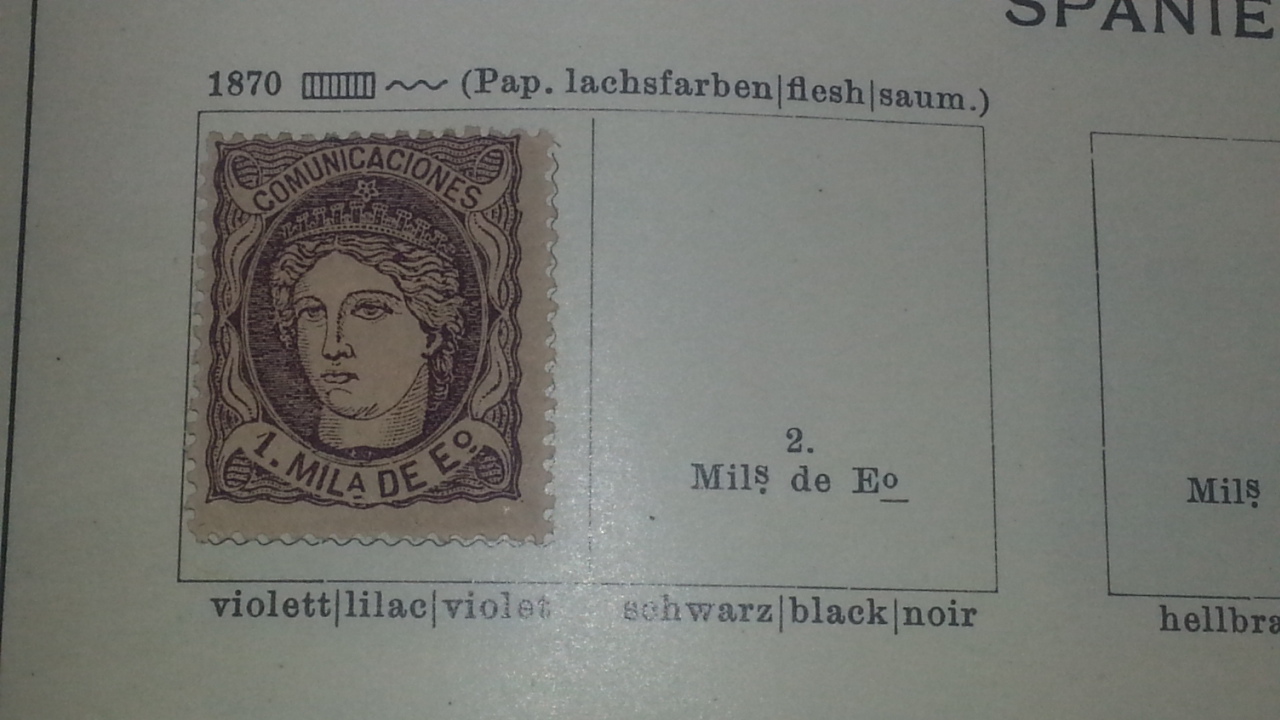 SPANIE
1870 (Pap. lachsfarben|flesh|saum.)
COMUNICACIONES
1. MILA DE Eo.
2.
Mils. de Eo
Mils.
violett|lilac|violet
schwarz|black|noir
hellbra